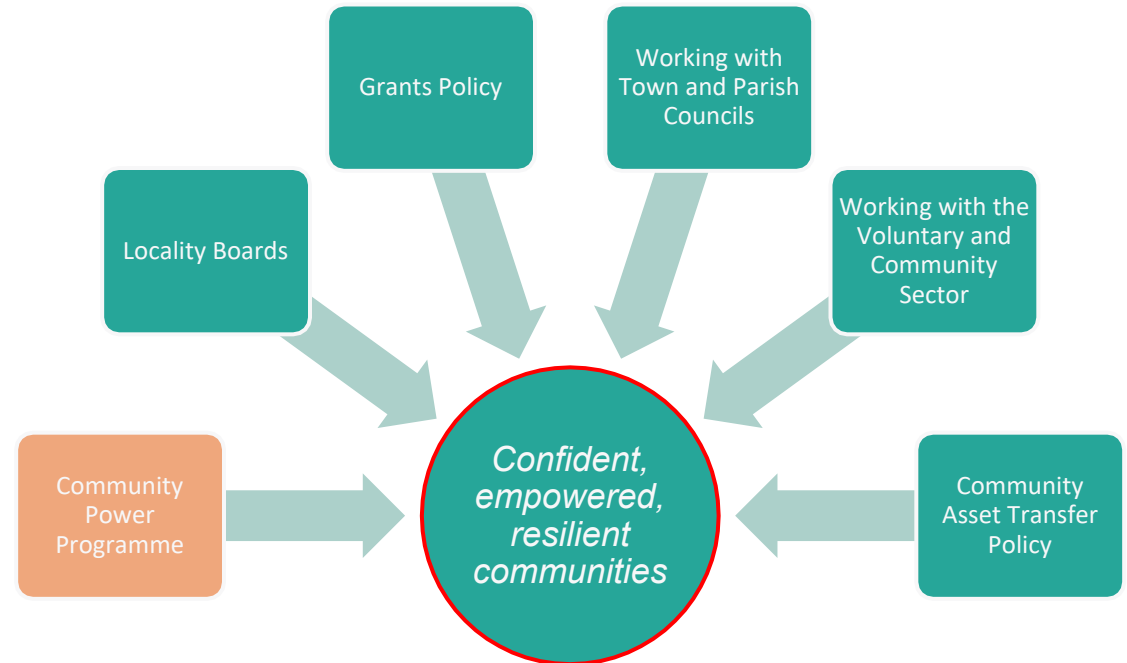 Grants Policy
Working with
Town and Parish
Councils
Locality Boards
Working with the
Voluntary and
Community
Sector
Community
Power
Programme
Confident,
empowered,
resilient
communities
Community
Asset Transfer
Policy